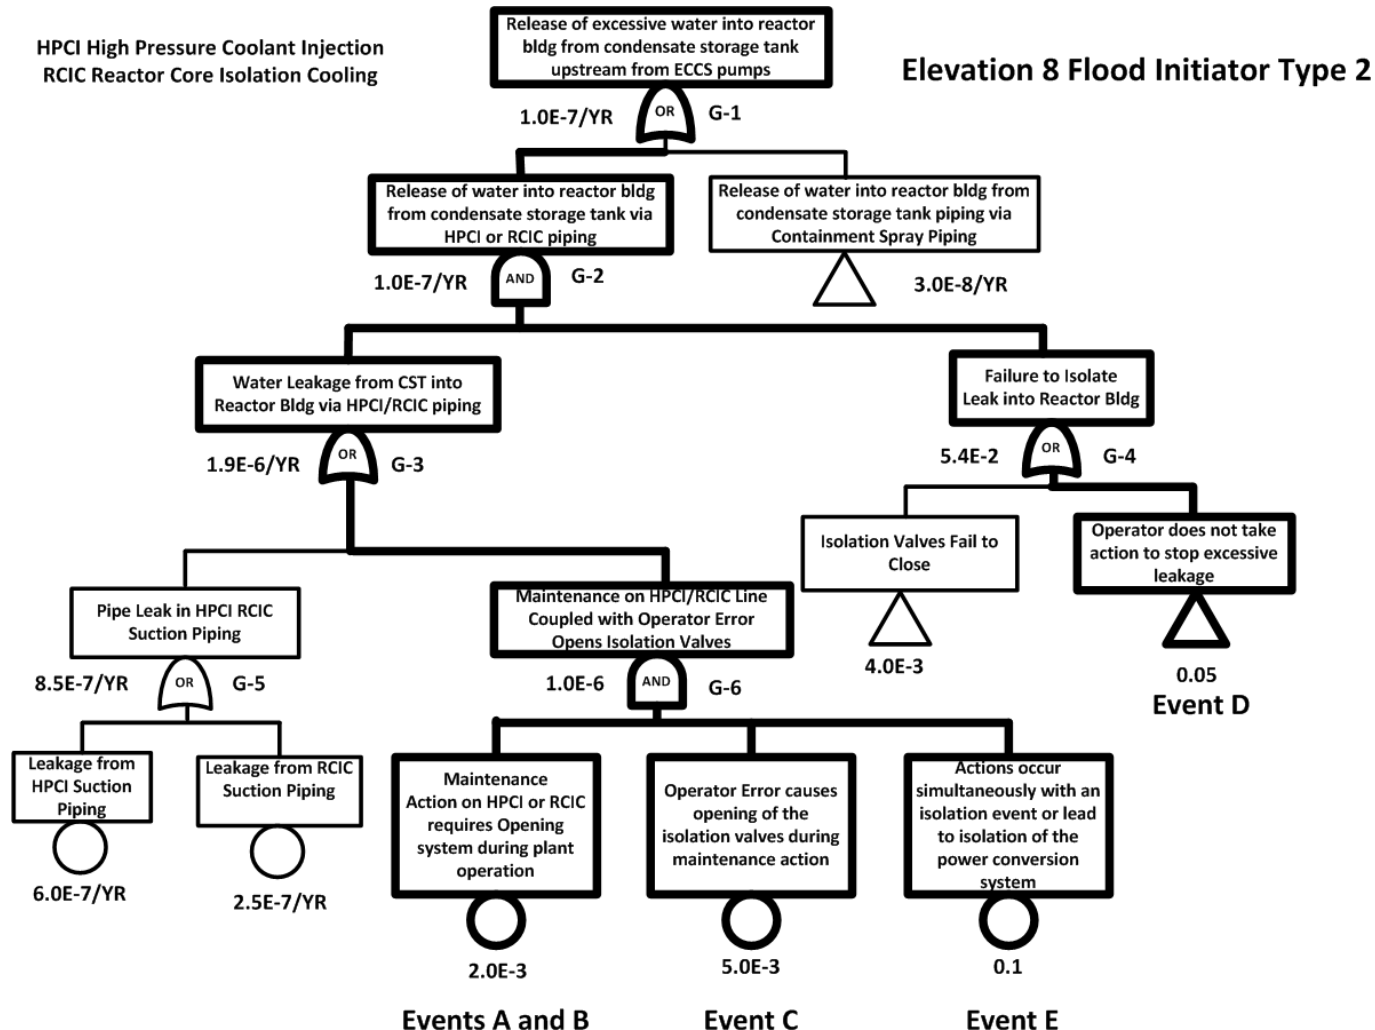 HPCI High Pressure Coolant Injection
RCIC Reactor Core Isolation Cooling
Release of excessive water into reactor
bldg from condensate storage tank
upstream from ECCS pumps
Elevation 8 Flood Initiator Type 2
1.0E-7/YR
OR
G-1
Release of water into reactor bldg
from condensate storage tank via
HPCI or RCIC piping
Release of water into reactor bldg from
condensate storage tank piping via
Containment Spray Piping
1.0E-7/YR
AND
G-2
3.0E-8/YR
Water Leakage from CST into
Reactor Bldg via HPCI/RCIC piping
Failure to Isolate
Leak into Reactor Bldg
1.9E-6/YR
OR
G-3
5.4E-2
OR
G-4
Isolation Valves Fail to
Close
Operator does not take
action to stop excessive
leakage
4.0E-3
0.05
Event D
Pipe Leak in HPCI RCIC
Suction Piping
Maintenance on HPCI/RCIC Line
Coupled with Operator Error
Opens Isolation Valves
8.5E-7/YR
OR
G-5
1.0E-6
AND
G-6
Leakage from
HPCI Suction
Piping
Leakage from RCIC
Suction Piping
Maintenance
Action on HPCI or RCIC
requires Opening
system during plant
operation
Operator Error causes
opening of the
isolation valves during
maintenance action
Actions occur
simultaneously with an
isolation event or lead
to isolation of the
power conversion
system
6.0E-7/YR
2.5E-7/YR
2.0E-3
5.0E-3
0.1
Events A and B
Event C
Event E